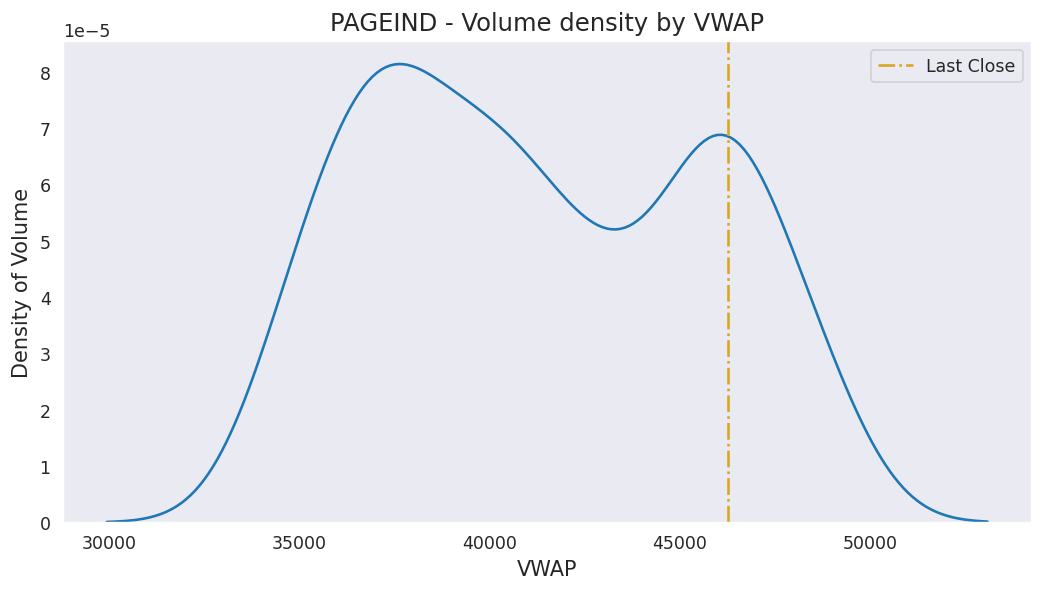 PAGEIND - Volume density by VWAP
1e−5
Last Close
8
7
6
5
4
3
2
1
0
Density of Volume
30000 35000 40000 45000 50000
VWAP